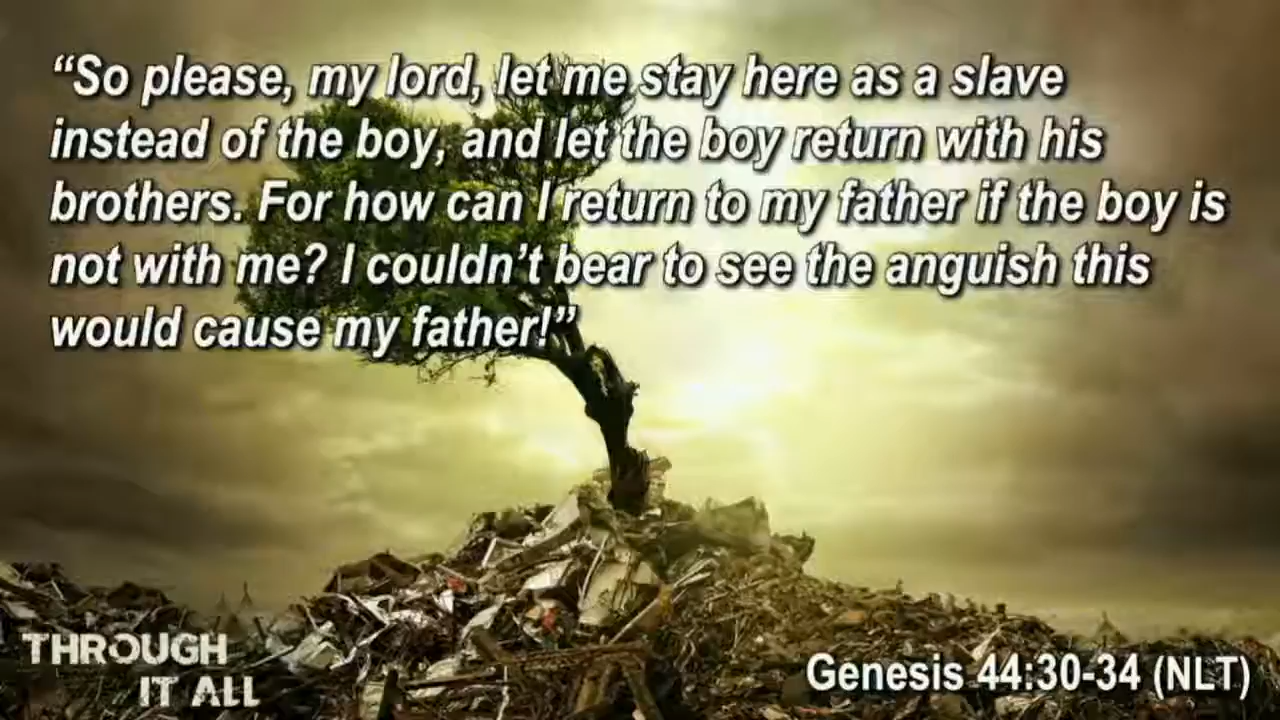 “So please, my lord, let me stay here as a slave
instead of the boy, and let the boy return with his
brothers. For how can I return to my father if the boy is
not with me? I couldn’t bear to see the anguish this
would cause my father!”
THROUGH
IT ALL
Genesis 44:30-34 (NLT)